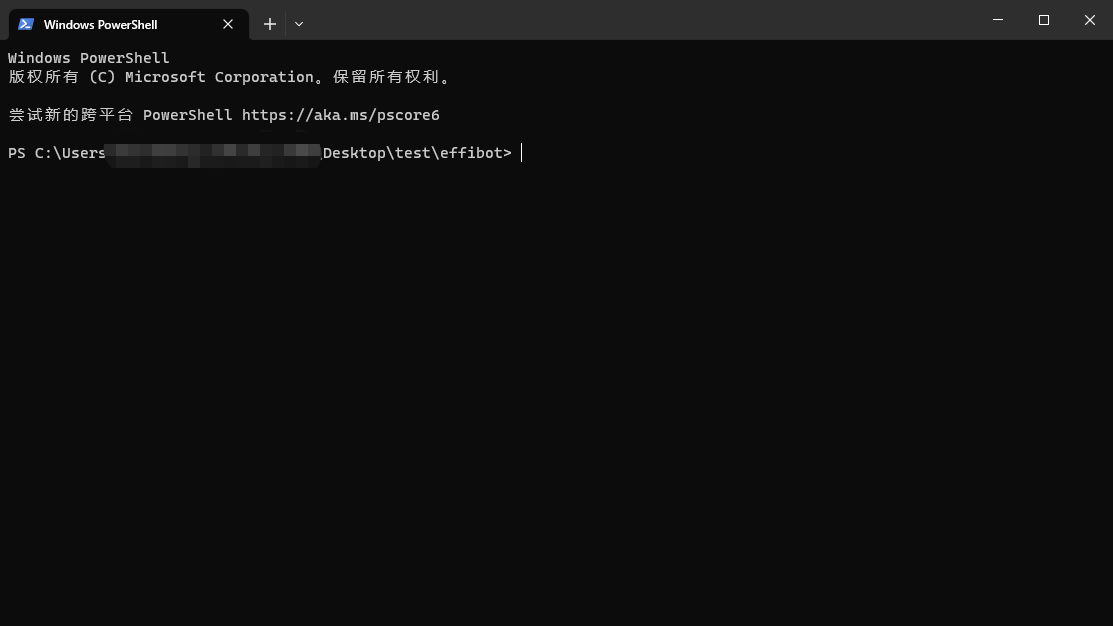 Windows PowerShell
Windows PowerShell
版权所有 (C) Microsoft Corporation。保留所有权利。
尝试新的跨平台 PowerShell https://aka.ms/pscore6
PS C:\Users \Desktop\test\effibot>